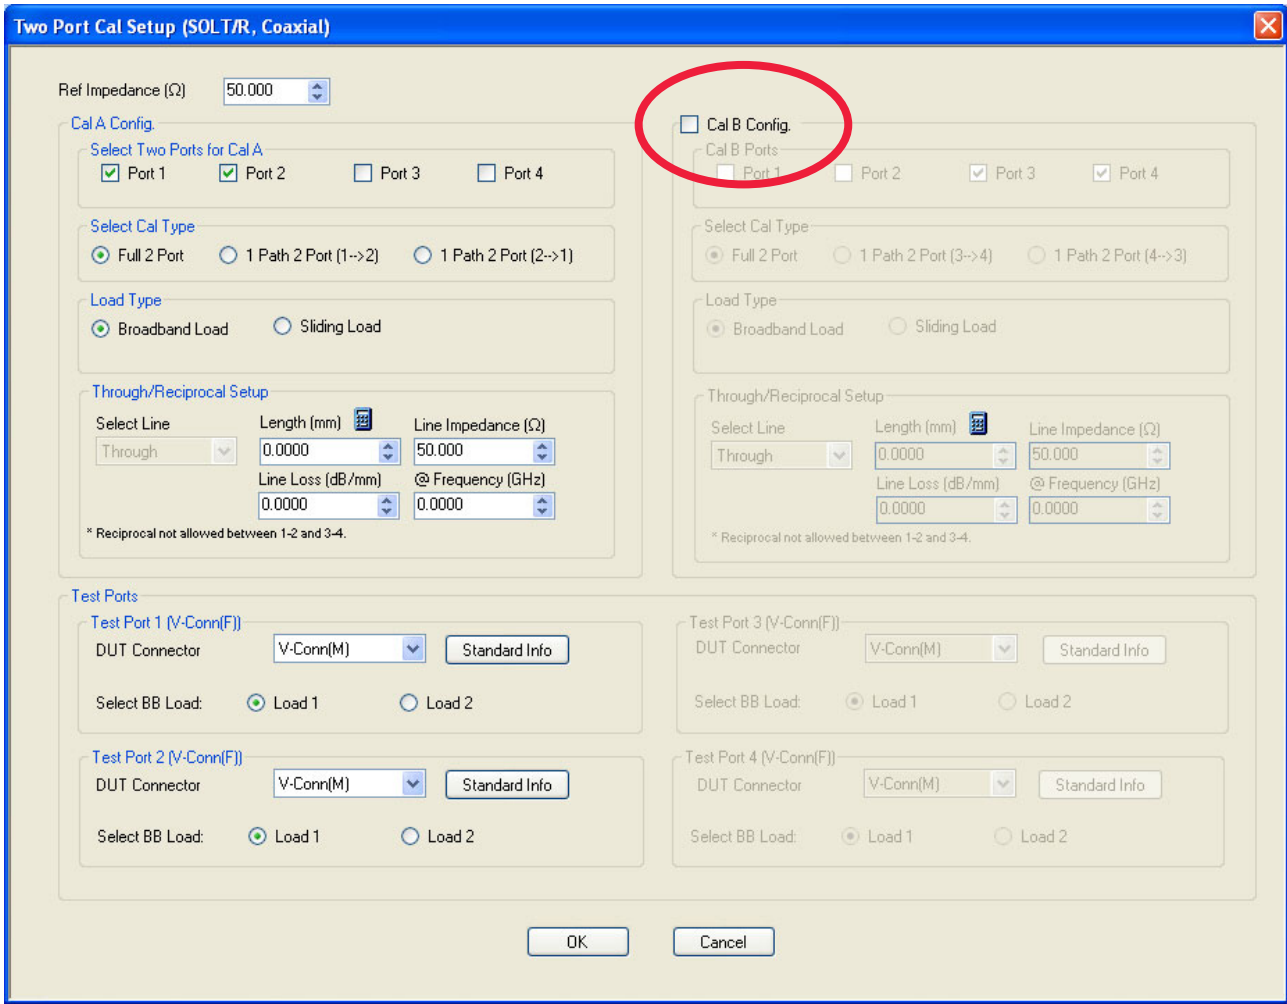 Two Port Cal Setup (SOLT/R, Coaxial)
Ref Impedance (Ω) 50.000
Cal A Config.
Select Two Ports for Cal A
Port 1 Port 2 Port 3 Port 4
Select Cal Type
Full 2 Port 1 Path 2 Port (1-->2) 1 Path 2 Port (2-->1)
Load Type
Broadband Load Sliding Load
Through/Reciprocal Setup
Select Line Length (mm) Line Impedance (Ω)
Through 0.0000 50.000
Line Loss (dB/mm) @ Frequency (GHz)
0.0000 0.0000
* Reciprocal not allowed between 1-2 and 3-4.
Cal B Config.
Cal B Ports
Port 1 Port 2 Port 3 Port 4
Select Cal Type
Full 2 Port 1 Path 2 Port (3-->4) 1 Path 2 Port (4-->3)
Load Type
Broadband Load Sliding Load
Through/Reciprocal Setup
Select Line Length (mm) Line Impedance (Ω)
Through 0.0000 50.000
Line Loss (dB/mm) @ Frequency (GHz)
0.0000 0.0000
* Reciprocal not allowed between 1-2 and 3-4.
Test Ports
Test Port 1 (V-Conn(F))
DUT Connector V-Conn(M) Standard Info
Select BB Load: Load 1 Load 2
Test Port 3 (V-Conn(F))
DUT Connector V-Conn(M) Standard Info
Select BB Load: Load 1 Load 2
Test Port 2 (V-Conn(F))
DUT Connector V-Conn(M) Standard Info
Select BB Load: Load 1 Load 2
Test Port 4 (V-Conn(F))
DUT Connector V-Conn(M) Standard Info
Select BB Load: Load 1 Load 2
OK Cancel